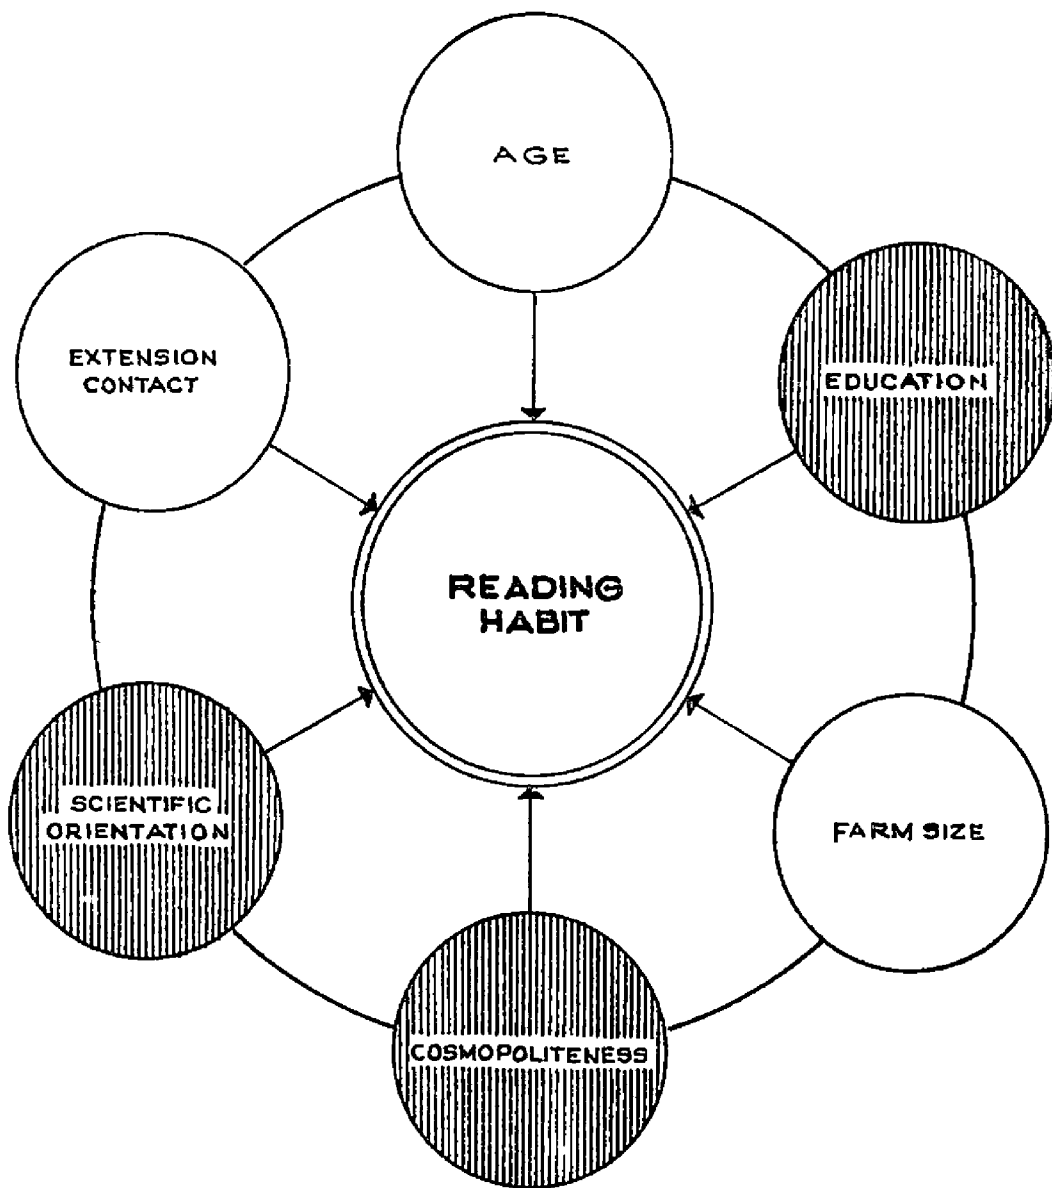 AGE
EXTENSION
CONTACT
EDUCATION
READING
HABIT
SCIENTIFIC
ORIENTATION
FARM SIZE
COSMOPOLITENESS